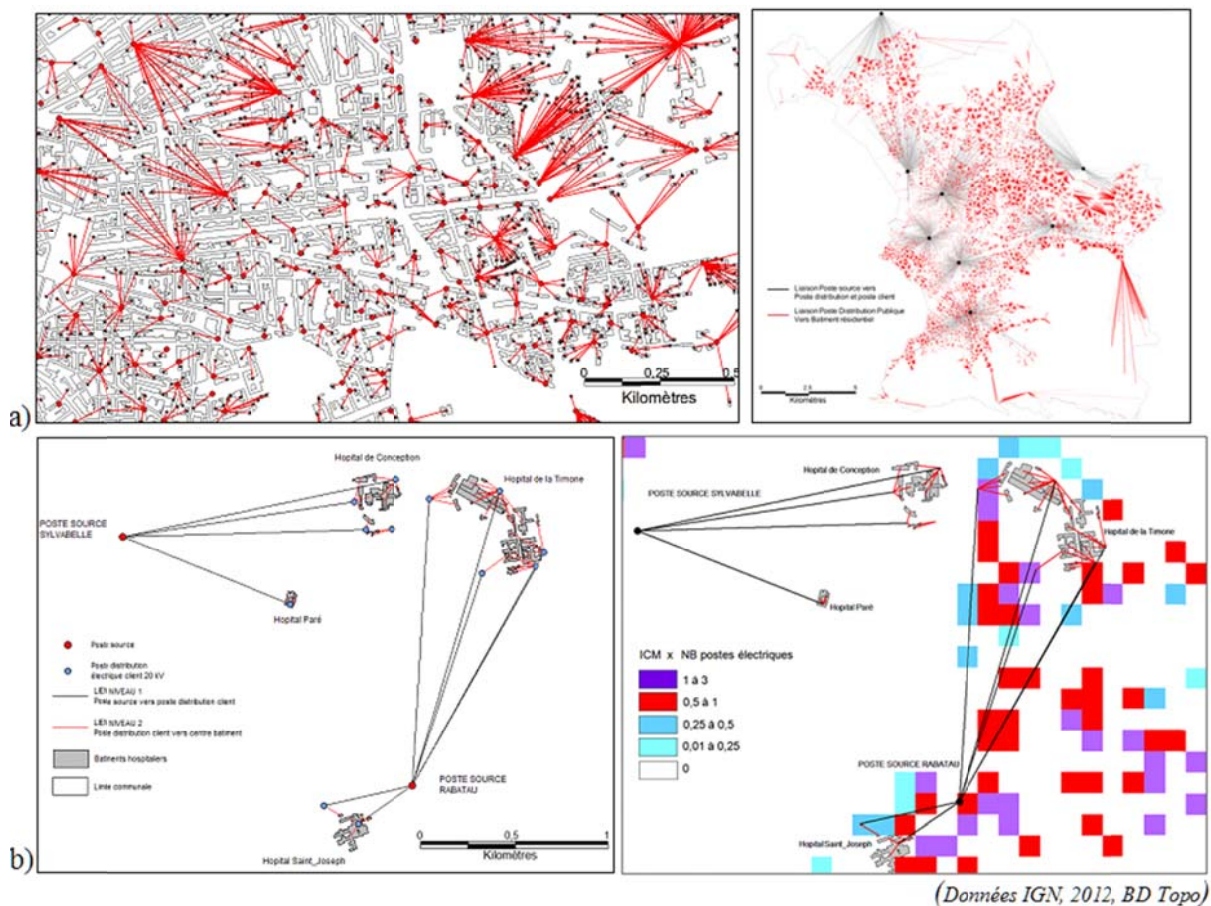 0 0,25 0,5
Kilomètres
a)
Liaison Poste source vers
Poste distribution et poste client
Liaison Poste Distribution Publique
Vers Batiment résidentiel
0 2,5 5
Kilomètres
Hopital de Conception
Hopital de la Timone
POSTE SOURCE
SYLVABELLE
Hopital Paré
Poste source
Poste distribution
électrique client 20 kV
LIEN NIVEAU 1
Poste source vers poste distribution client
LIEN NIVEAU 2
Poste distribution client vers centre batiment
Batiments hospitaliers
Limite communale
POSTE SOURCE
RABATAU
Hopital Saint_Joseph
0 0,5 1
Kilomètres
b)
Hopital de Conception
POSTE SOURCE SYLVABELLE
Hopital de la Timone
Hopital Paré
ICM x NB postes électriques
1 à 3
0,5 à 1
0,25 à 0,5
0,01 à 0,25
0
POSTE SOURCE RABATAU
Hopital Saint_Joseph
(Données IGN, 2012, BD Topo)